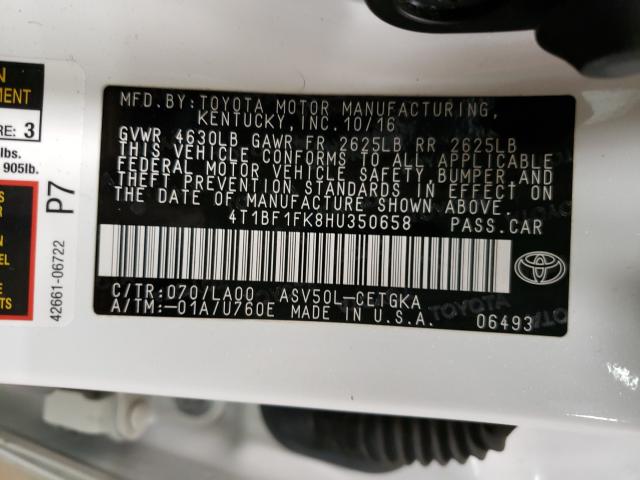 MFD. BY: TOYOTA MOTOR MANUFACTURING,
KENTUCKY, INC. 10/16
GVWR 4630LB GAWR FR 2625LB RR 2625LB
THIS VEHICLE CONFORMS TO ALL APPLICABLE
FEDERAL MOTOR VEHICLE SAFETY, BUMPER, AND
THEFT PREVENTION STANDARDS IN EFFECT ON
THE DATE OF MANUFACTURE SHOWN ABOVE.
4T1BF1FK8HU350658 PASS.CAR
C/TR: 070/LA00 ASV50L-CETGKA
A/TM: -01A/U760E MADE IN U.S.A. 06493
TOYOTA
P7
42661-06722
RE: 3
lbs.
905lb.